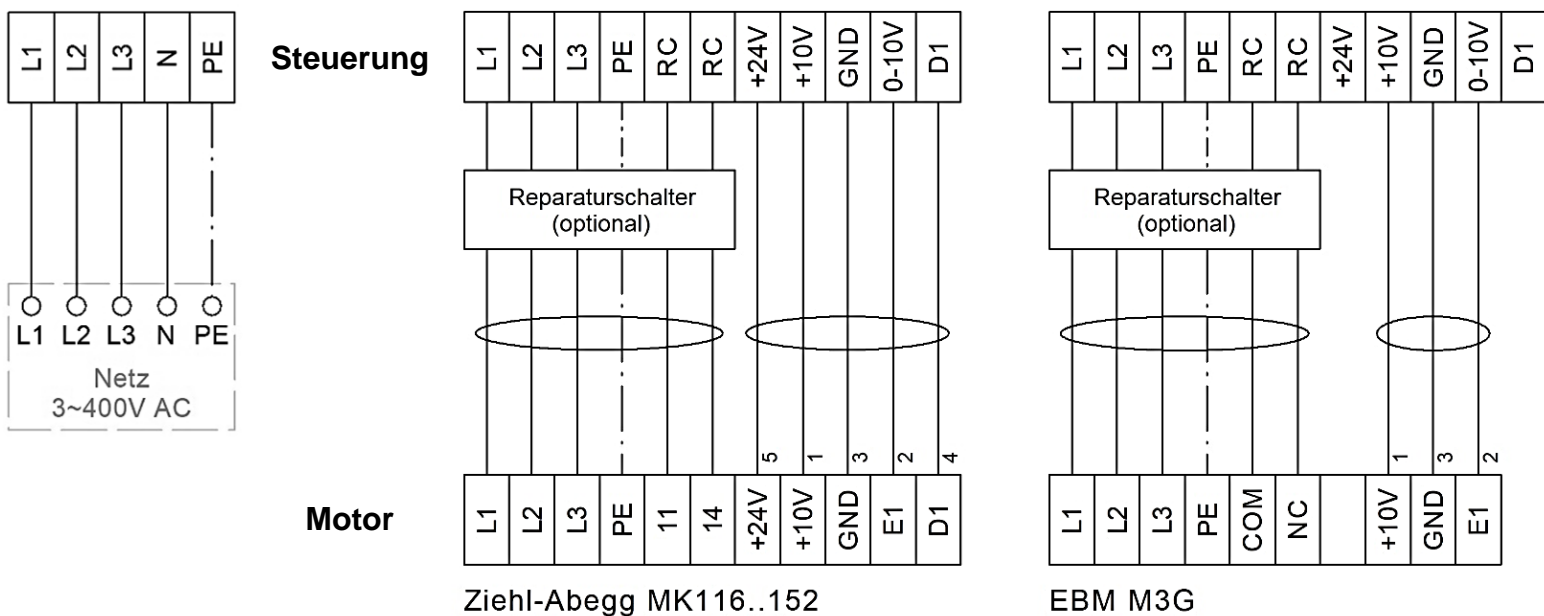 L1 L2 L3 N PE
Steuerung
L1 L2 L3 PE RC RC +24V +10V GND 0-10V D1
L1 L2 L3 PE RC RC +24V +10V GND 0-10V D1
Reparaturschalter
(optional)
Reparaturschalter
(optional)
L1 L2 L3 N PE
Netz
3~400V AC
5 1 3 2 4
1 3 2
Motor
L1 L2 L3 PE 11 14 +24V +10V GND E1 D1
L1 L2 L3 PE COM NC +10V GND E1
Ziehl-Abegg MK116..152
EBM M3G